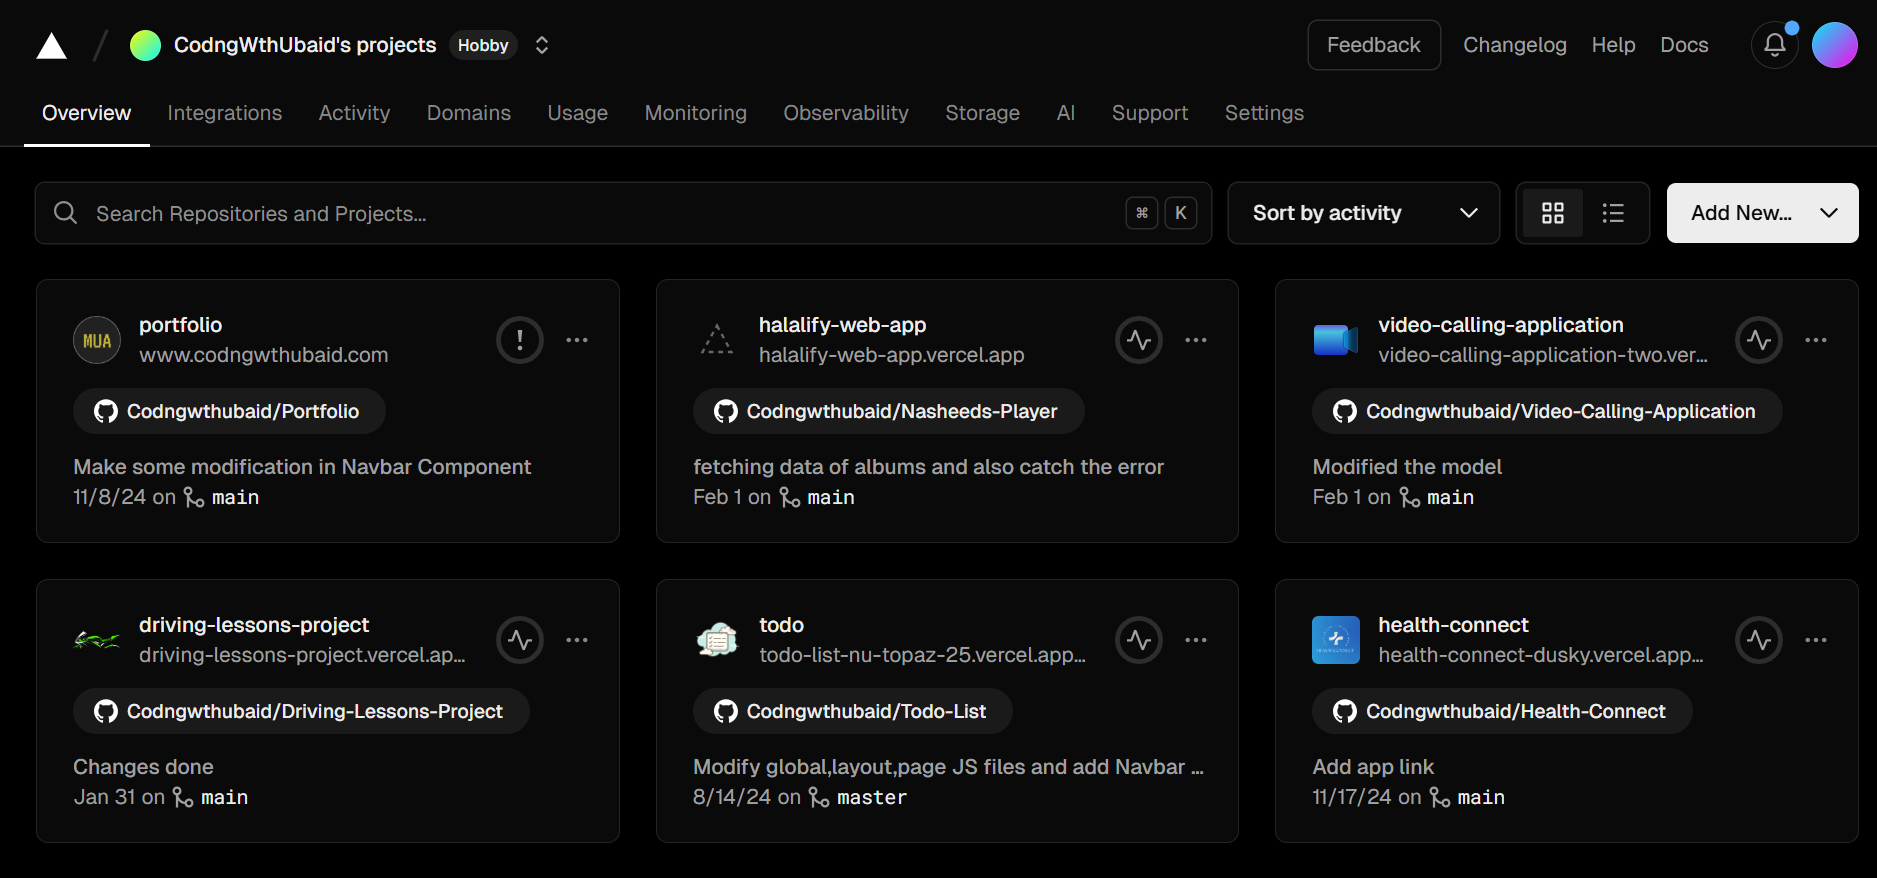 CodngWthUbaid's projects Hobby
Feedback Changelog Help Docs
Overview Integrations Activity Domains Usage Monitoring Observability Storage AI Support Settings
Search Repositories and Projects...
⌘ K
Sort by activity
Add New...
MUA
portfolio
www.codngwthubaid.com
Codngwthubaid/Portfolio
Make some modification in Navbar Component
11/8/24 on main
halalify-web-app
halalify-web-app.vercel.app
Codngwthubaid/Nasheeds-Player
fetching data of albums and also catch the error
Feb 1 on main
video-calling-application
video-calling-application-two.ver...
Codngwthubaid/Video-Calling-Application
Modified the model
Feb 1 on main
driving-lessons-project
driving-lessons-project.vercel.ap...
Codngwthubaid/Driving-Lessons-Project
Changes done
Jan 31 on main
todo
todo-list-nu-topaz-25.vercel.app...
Codngwthubaid/Todo-List
Modify global,layout,page JS files and add Navbar ...
8/14/24 on master
health-connect
health-connect-dusky.vercel.app...
Codngwthubaid/Health-Connect
Add app link
11/17/24 on main